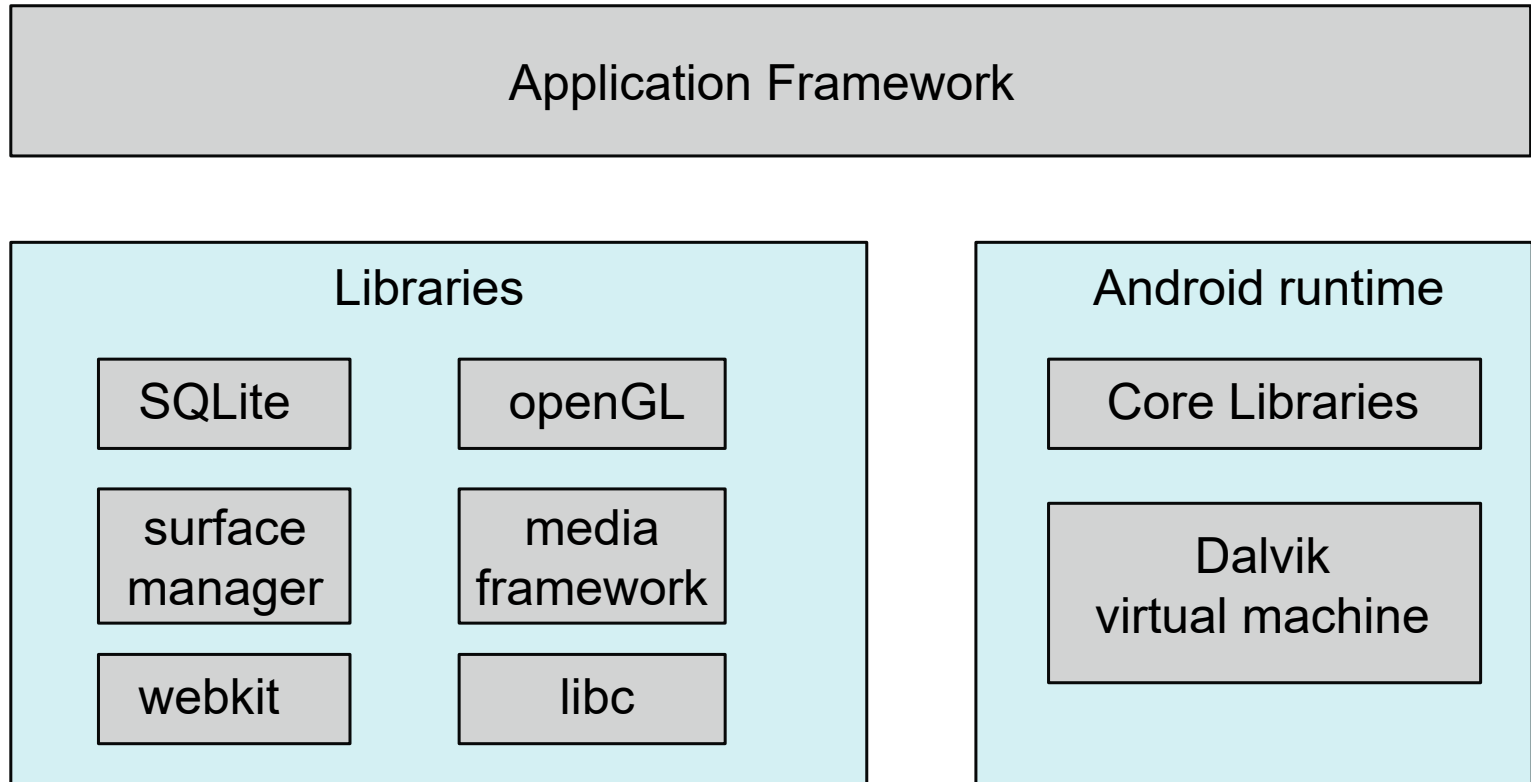 Application Framework
Libraries
SQLite
openGL
surface
manager
media
framework
webkit
libc
Android runtime
Core Libraries
Dalvik
virtual machine